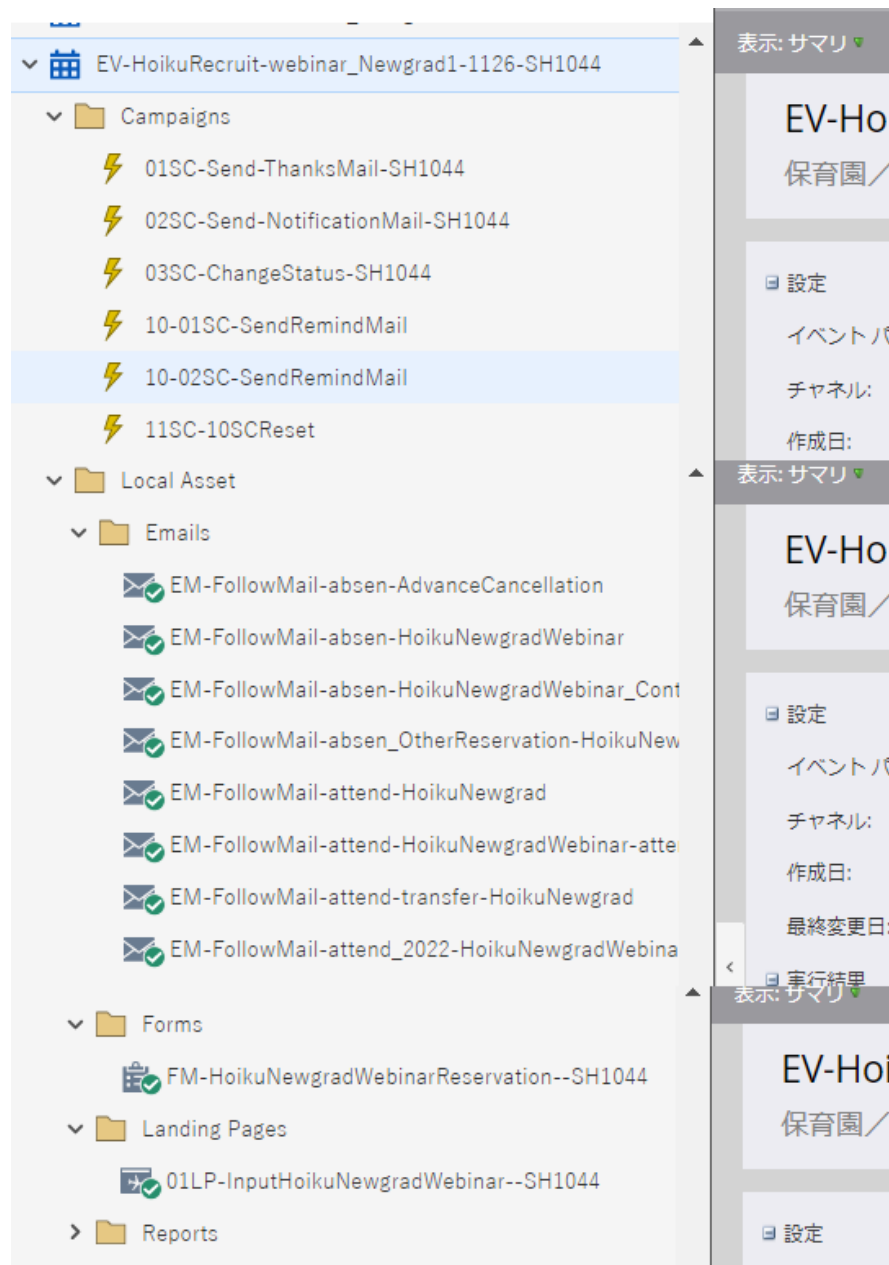 EV-HoikuRecruit-webinar_Newgrad1-1126-SH1044
Campaigns
01SC-Send-ThanksMail-SH1044
02SC-Send-NotificationMail-SH1044
03SC-ChangeStatus-SH1044
10-01SC-SendRemindMail
10-02SC-SendRemindMail
11SC-10SCReset
Local Asset
Emails
EM-FollowMail-absen-AdvanceCancellation
EM-FollowMail-absen-HoikuNewgradWebinar
EM-FollowMail-absen-HoikuNewgradWebinar_Cont
EM-FollowMail-absen_OtherReservation-HoikuNew
EM-FollowMail-attend-HoikuNewgrad
EM-FollowMail-attend-HoikuNewgradWebinar-atte
EM-FollowMail-attend-transfer-HoikuNewgrad
EM-FollowMail-attend_2022-HoikuNewgradWebina
Forms
FM-HoikuNewgradWebinarReservation--SH1044
Landing Pages
01LP-InputHoikuNewgradWebinar--SH1044
Reports
表示: サマリ
EV-Ho
保育園／
設定
イベント パ
チャネル:
作成日:
表示: サマリ
EV-Ho
保育園／
設定
イベント パ
チャネル:
作成日:
最終変更日:
実行結果
表示: サマリ
EV-Hoi
保育園／
設定